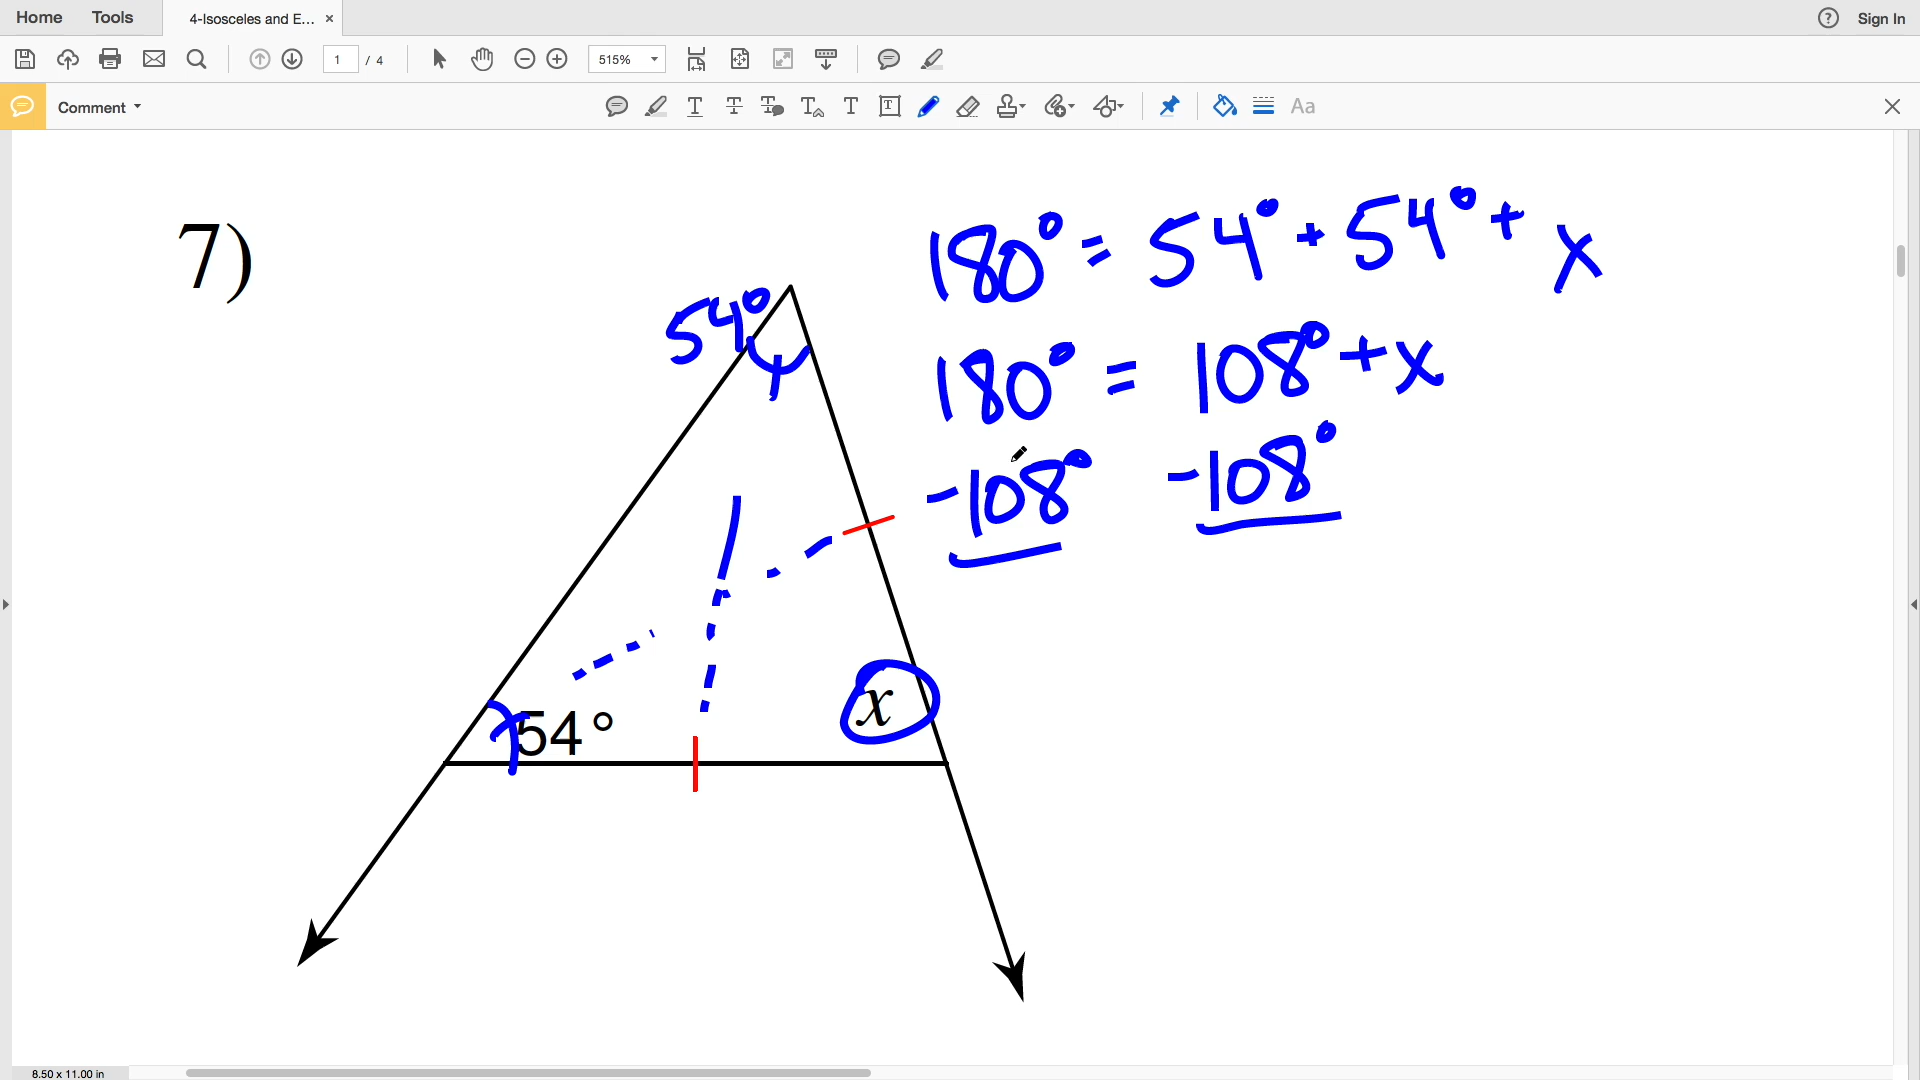 Home Tools 4-Isosceles and E... × ? Sign In
1 / 4 515%
Comment T T T T T T Aa
7)
180° = 54° + 54° + x
54°
180° = 108° + x
-108° -108°
54° x
8.50 x 11.00 in